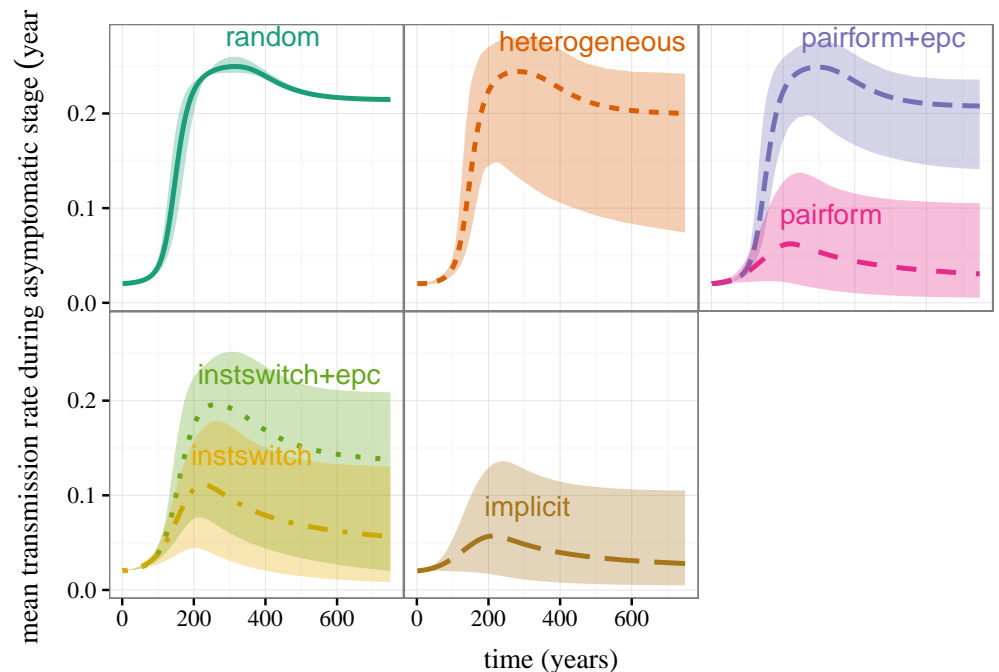 mean transmission rate during asymptomatic stage (year
random
heterogeneous
pairform+epc
pairform
0.2
0.1
0.0
instswitch+epc
instswitch
implicit
0.2
0.1
0.0
0 200 400 600
0 200 400 600
time (years)